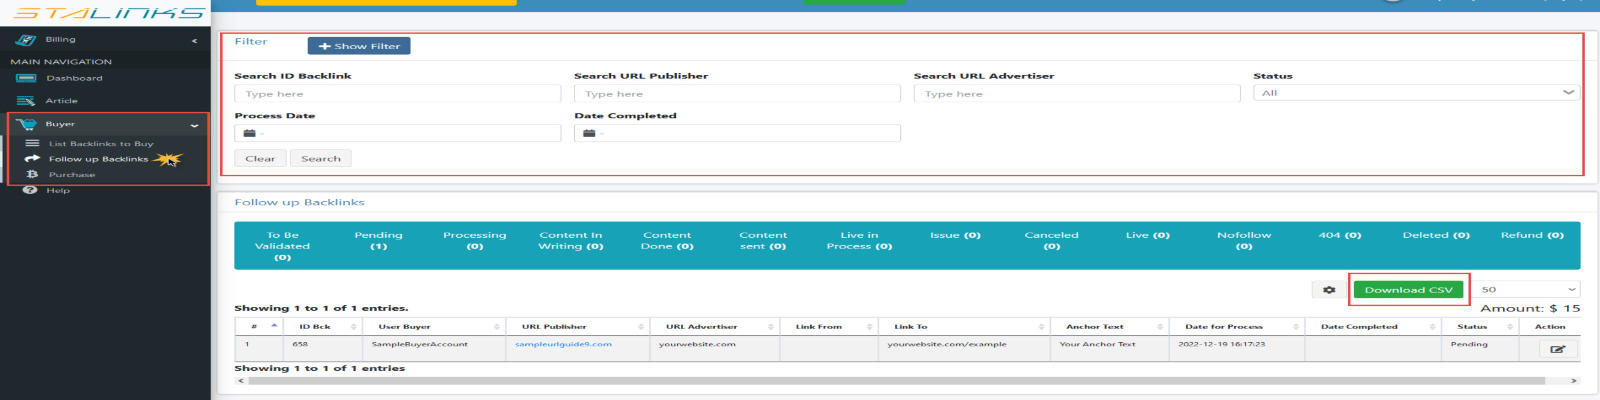 STALINKS
Billing
MAIN NAVIGATION
Dashboard
Article
Buyer
List Backlinks to Buy
Follow up Backlinks
Purchase
Help
Filter
Show Filter
Search ID Backlink Search URL Publisher Search URL Advertiser Status
Type here Type here Type here All
Process Date Date Completed
- -
Clear Search
Follow up Backlinks
To Be Validated (0) Pending (1) Processing (0) Content In Writing (0) Content Done (0) Content sent (0) Live in Process (0) Issue (0) Canceled (0) Live (0) Nofollow (0) 404 (0) Deleted (0) Refund (0)
Download CSV 50
Showing 1 to 1 of 1 entries. Amount: $ 15
# ID Bck User Buyer URL Publisher URL Advertiser Link From Link To Anchor Text Date for Process Date Completed Status Action
1 658 SampleBuyerAccount sampleurlguide9.com yourwebsite.com yourwebsite.com/example Your Anchor Text 2022-12-19 16:17:23 Pending
Showing 1 to 1 of 1 entries